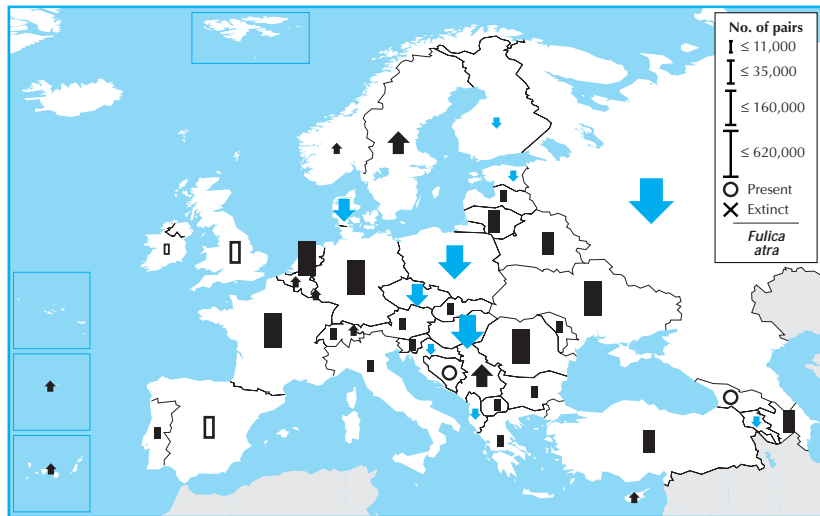 No. of pairs
≤ 11,000
≤ 35,000
≤ 160,000
≤ 620,000
Present
Extinct
Fulica
atra